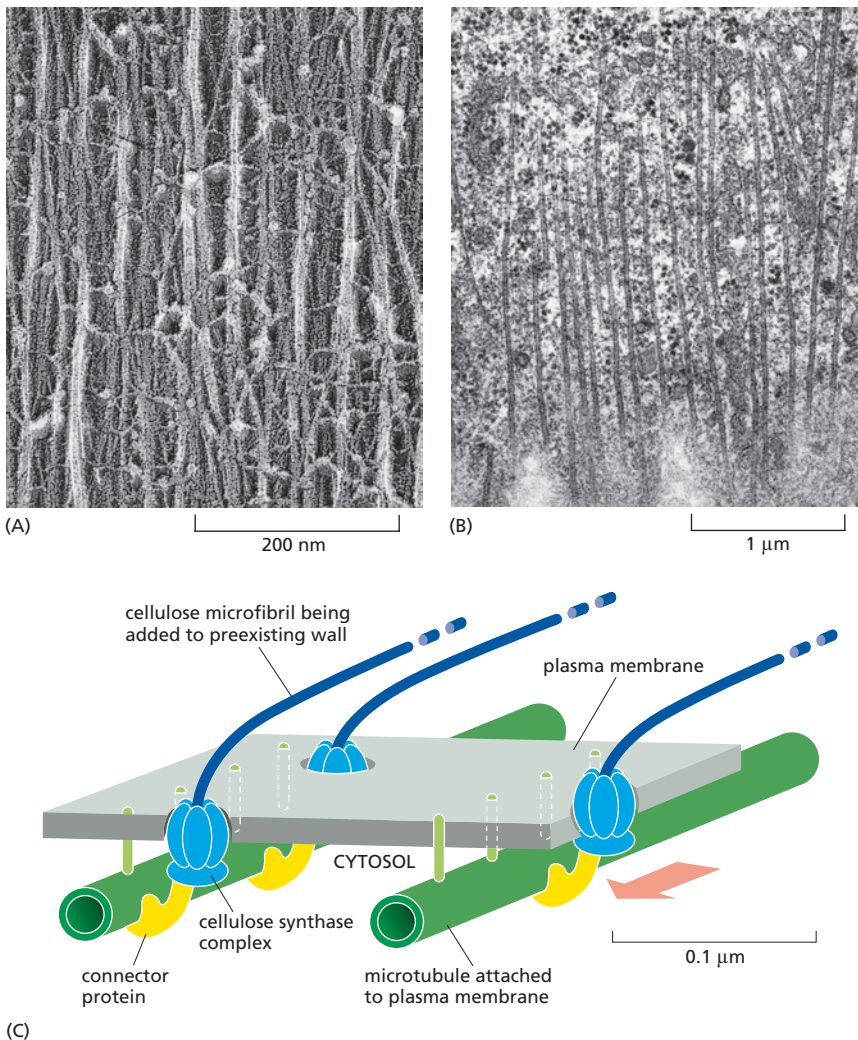 (A)
200 nm
(B)
1 μm
cellulose microfibril being
added to preexisting wall
plasma membrane
CYTOSOL
cellulose synthase
complex
connector
protein
microtubule attached
to plasma membrane
0.1 μm
(C)